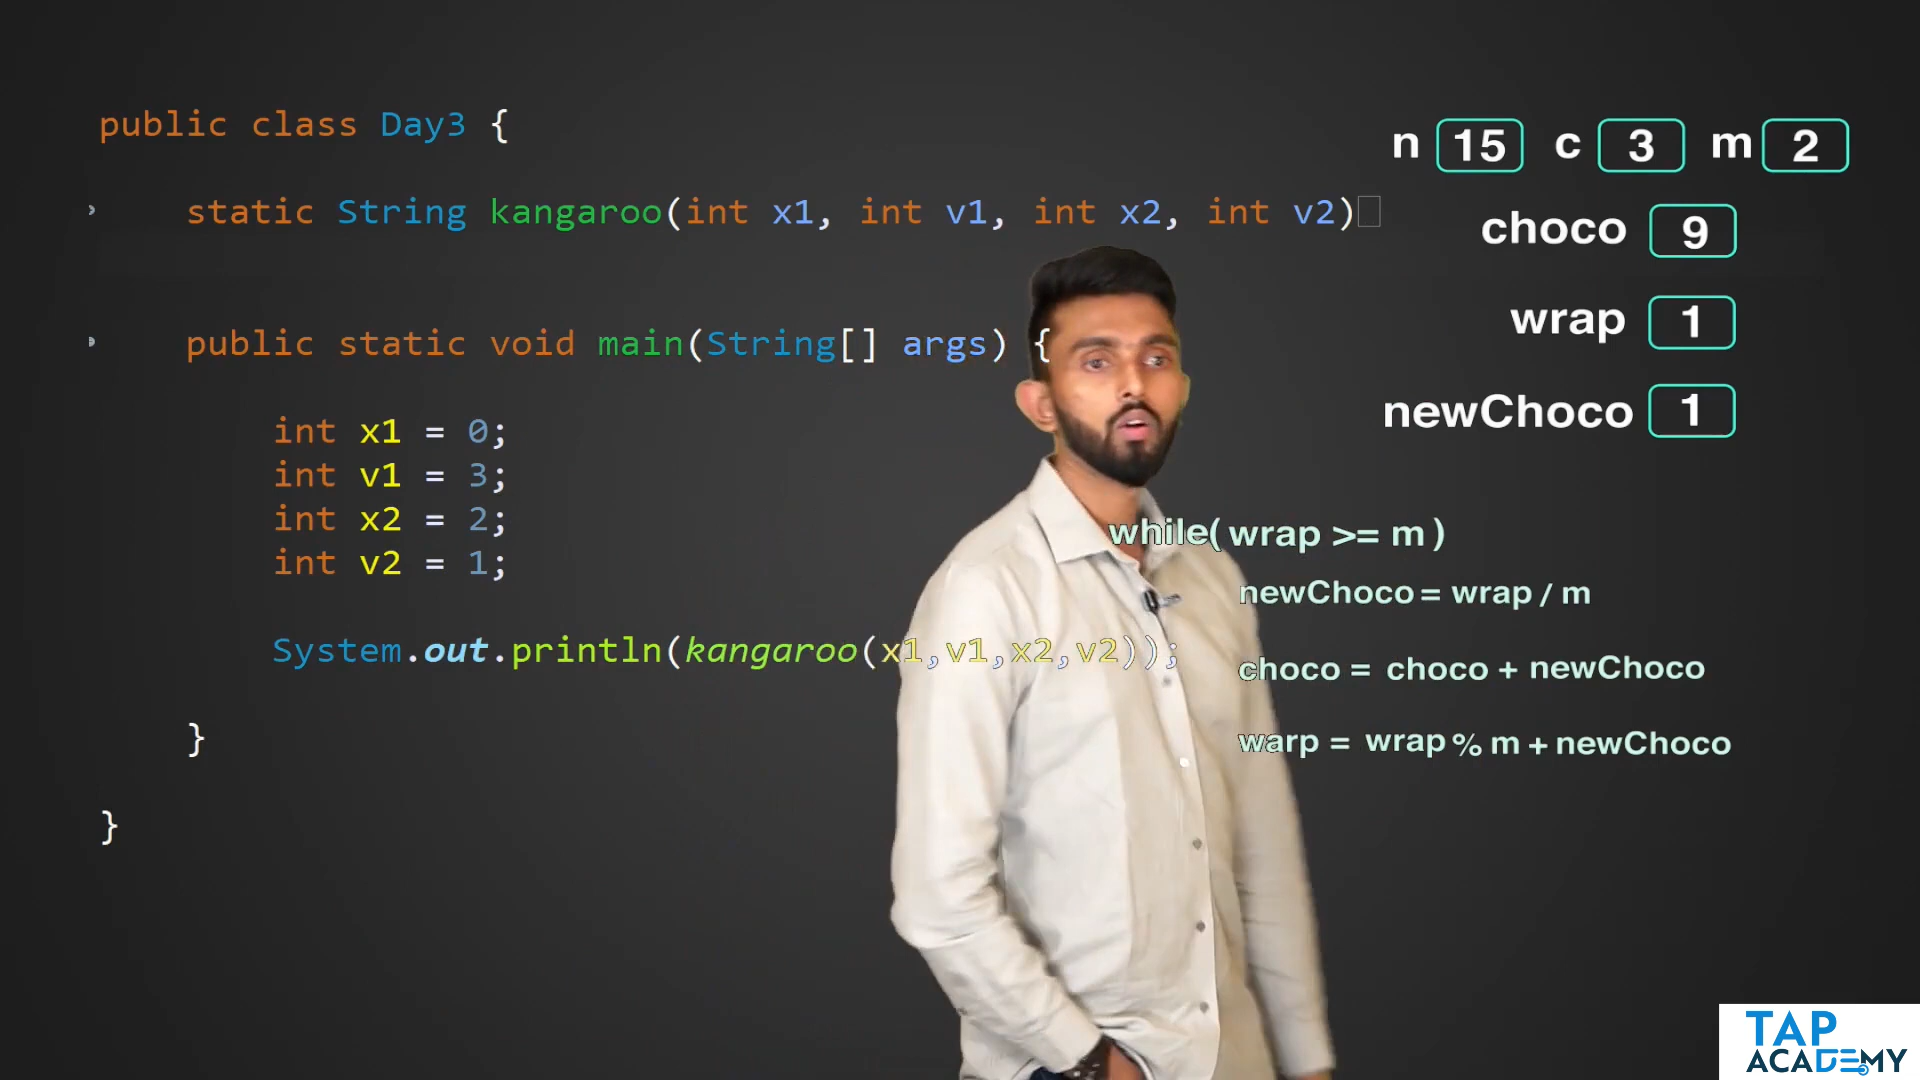 public class Day3 {
static String kangaroo(int x1, int v1, int x2, int v2)
public static void main(String[] args) {
int x1 = 0;
int v1 = 3;
int x2 = 2;
int v2 = 1;
System.out.println(kangaroo(x1,v1,x2,v2));
}
}
n 15 c 3 m 2
choco 9
wrap 1
newChoco 1
while( wrap >= m )
newChoco = wrap / m
choco = choco + newChoco
warp = wrap % m + newChoco
TAP
ACADEMY